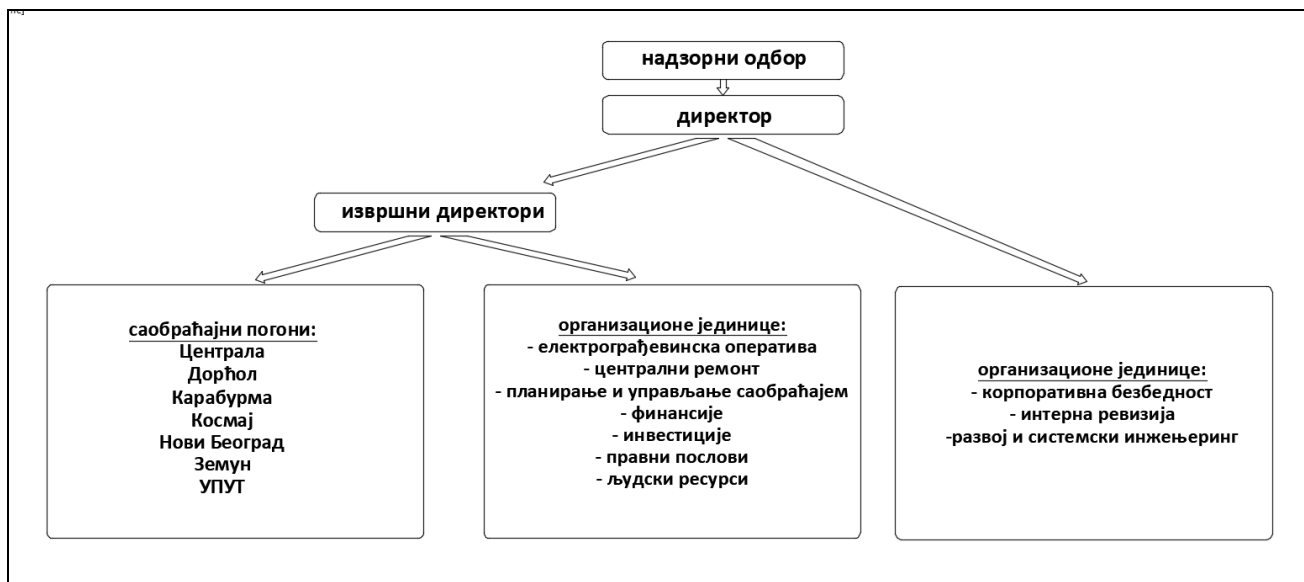 надзорни одбор
директор
извршни директори
саобраћајни погони:
Централа
Дорћол
Карабурма
Космај
Нови Београд
Земун
УПУТ
организационе јединице:
- електрограђевинска оператива
- централни ремонт
- планирање и управљање саобраћајем
- финансије
- инвестиције
- правни послови
- људски ресурси
организационе јединице:
- корпоративна безбедност
- интерна ревизија
-развој и системски инжењеринг